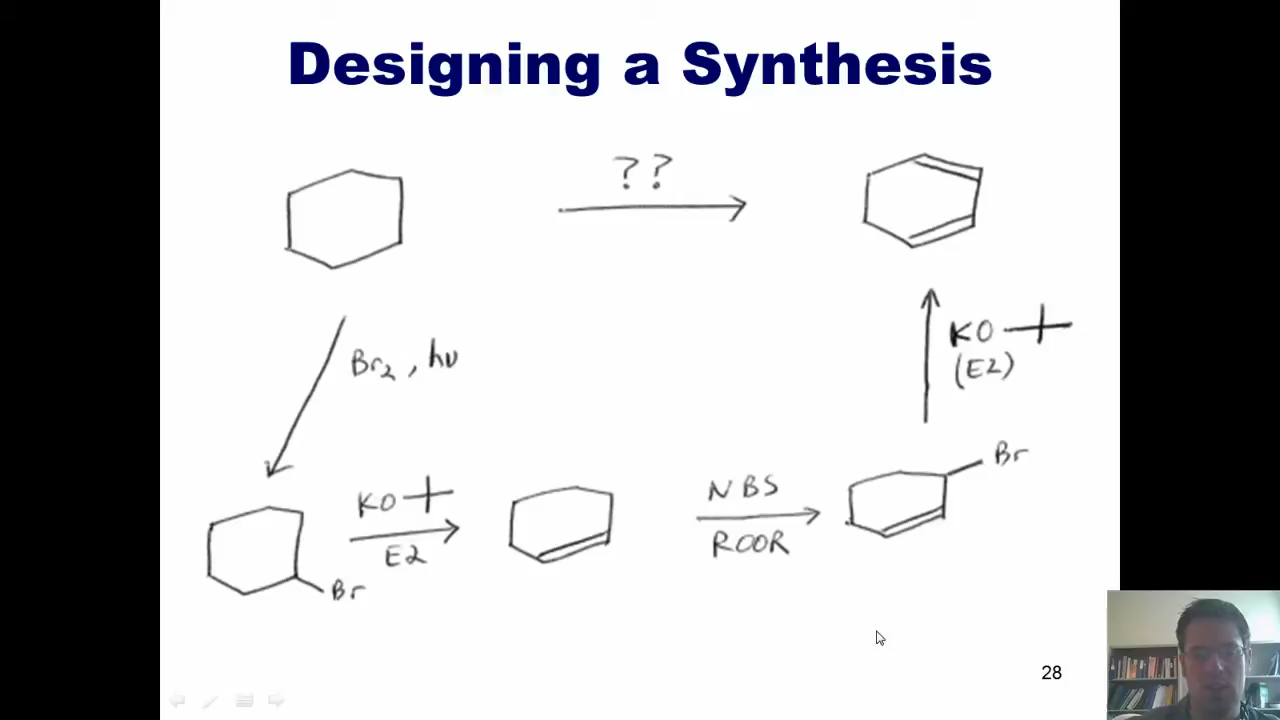 Designing a Synthesis
??
Br2, hν
KO
(E2)
Br
KO
E2
NBS
ROOR
Br
28